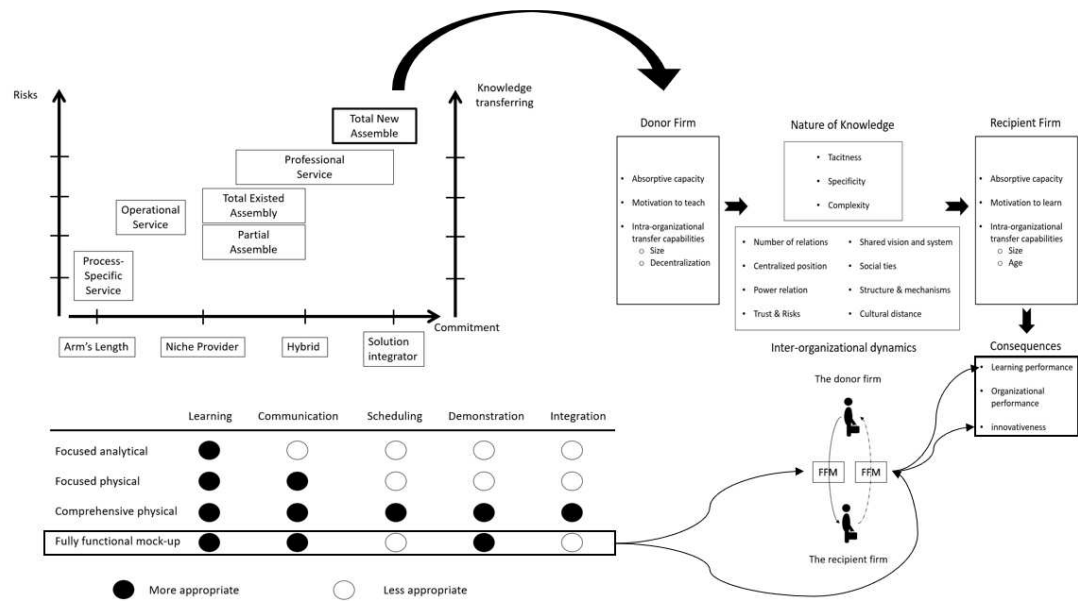 Risks
Knowledge
transferring
Total New
Assemble
Professional
Service
Total Existed
Assembly
Operational
Service
Partial
Assemble
Process-
Specific
Service
Commitment
Arm's Length
Niche Provider
Hybrid
Solution
integrator
Donor Firm
• Absorptive capacity
• Motivation to teach
• Intra-organizational
transfer capabilities
o Size
o Decentralization
Nature of Knowledge
• Tacitness
• Specificity
• Complexity
• Number of relations
• Centralized position
• Power relation
• Trust & Risks
• Shared vision and system
• Social ties
• Structure & mechanisms
• Cultural distance
Inter-organizational dynamics
Recipient Firm
• Absorptive capacity
• Motivation to learn
• Intra-organizational
transfer capabilities
o Size
o Age
Consequences
• Learning performance
• Organizational
performance
• innovativeness
The donor firm
FFM FFM
The recipient firm
Learning Communication Scheduling Demonstration Integration
Focused analytical
Focused physical
Comprehensive physical
Fully functional mock-up
More appropriate Less appropriate